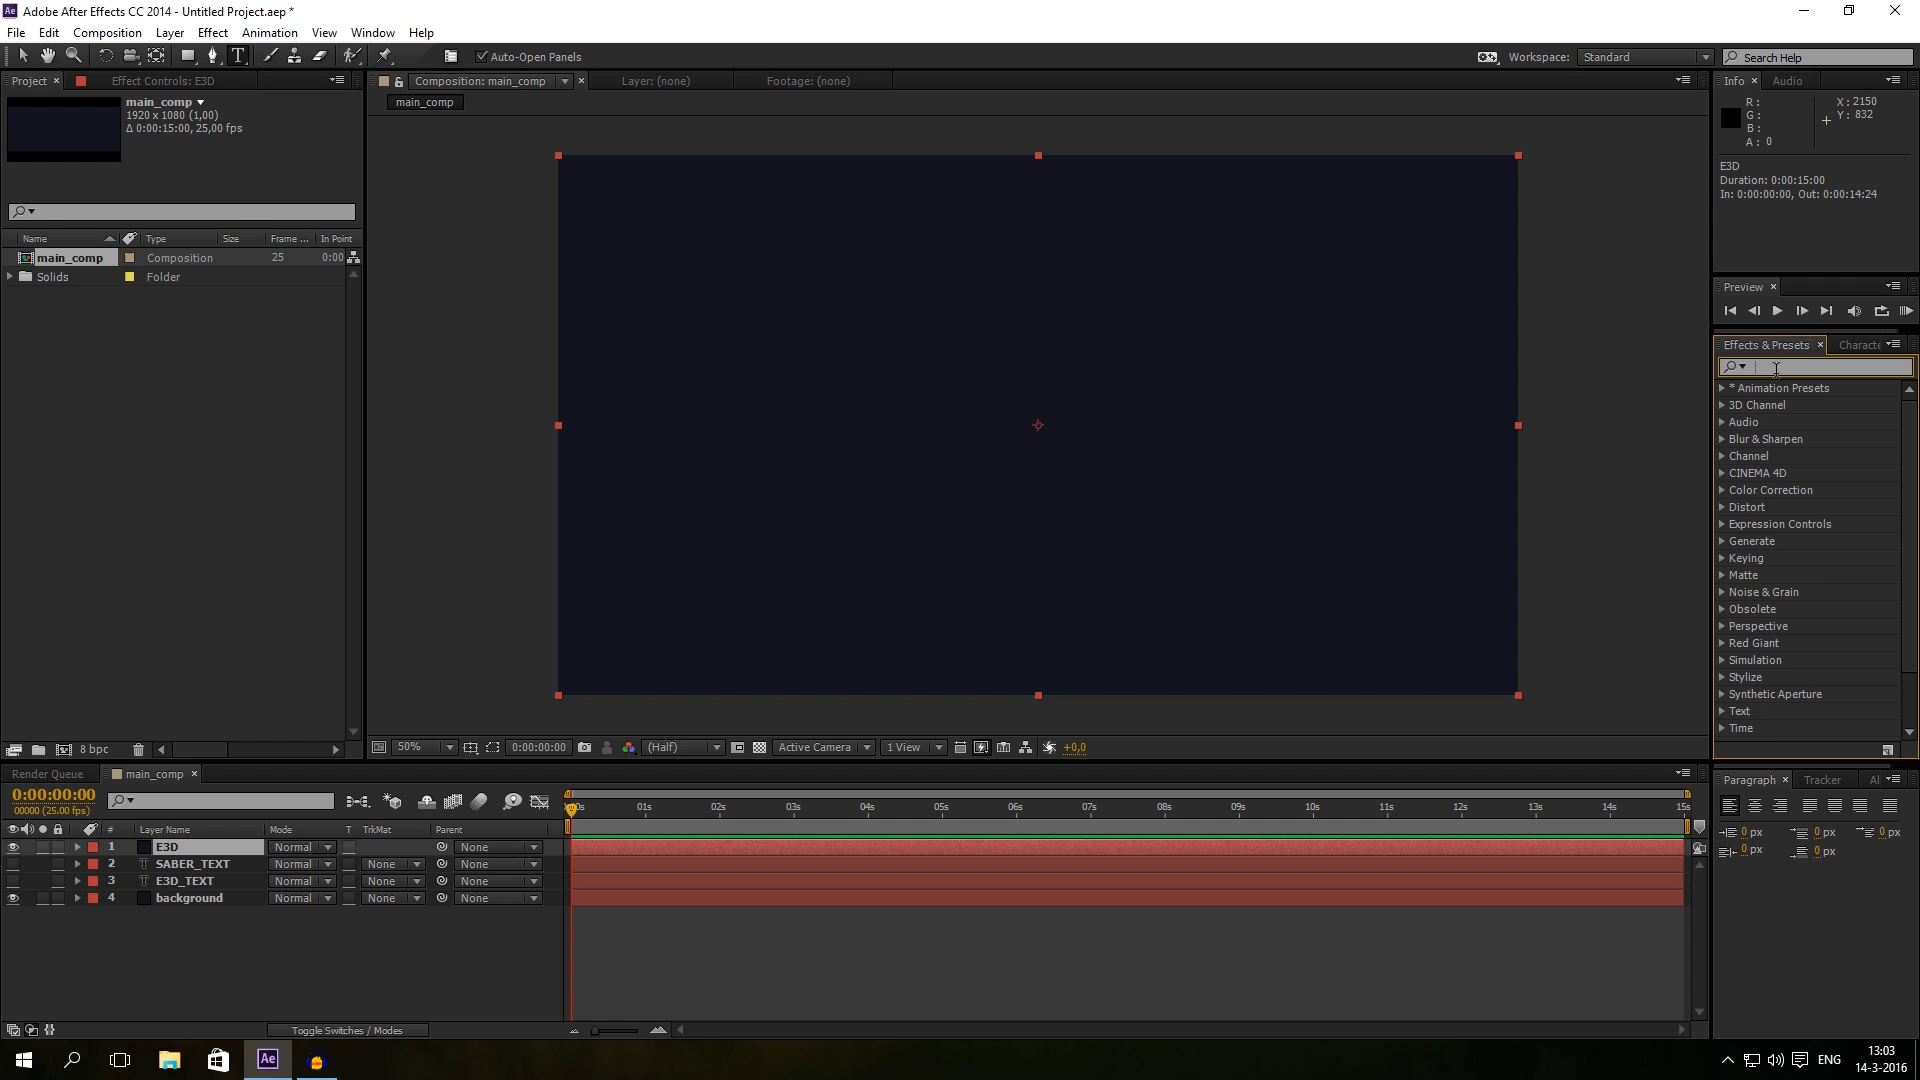 Adobe After Effects CC 2014 - Untitled Project.aep *
File Edit Composition Layer Effect Animation View Window Help
Auto-Open Panels
Workspace: Standard
Search Help
Project
Effect Controls: E3D
main_comp
1920 x 1080 (1,00)
Δ 0:00:15:00, 25,00 fps
Name Type Size Frame ... In Point
main_comp Composition 25 0:00
Solids Folder
8 bpc
Composition: main_comp
Layer: (none)
Footage: (none)
main_comp
50% 0:00:00:00 (Half) Active Camera 1 View +0,0
Info Audio
R: X: 2150
G: Y: 832
B:
A: 0
E3D
Duration: 0:00:15:00
In: 0:00:00:00, Out: 0:00:14:24
Preview
Effects & Presets Characte
* Animation Presets
3D Channel
Audio
Blur & Sharpen
Channel
CINEMA 4D
Color Correction
Distort
Expression Controls
Generate
Keying
Matte
Noise & Grain
Obsolete
Perspective
Red Giant
Simulation
Stylize
Synthetic Aperture
Text
Time
Render Queue main_comp
0:00:00:00
00000 (25.00 fps)
01s 02s 03s 04s 05s 06s 07s 08s 09s 10s 11s 12s 13s 14s 15s
# Layer Name Mode T TrkMat Parent
1 E3D Normal None
2 SABER_TEXT Normal None None
3 E3D_TEXT Normal None None
4 background Normal None None
Toggle Switches / Modes
Paragraph Tracker Al
0 px 0 px 0 px
0 px 0 px
Ae
ENG
13:03
14-3-2016